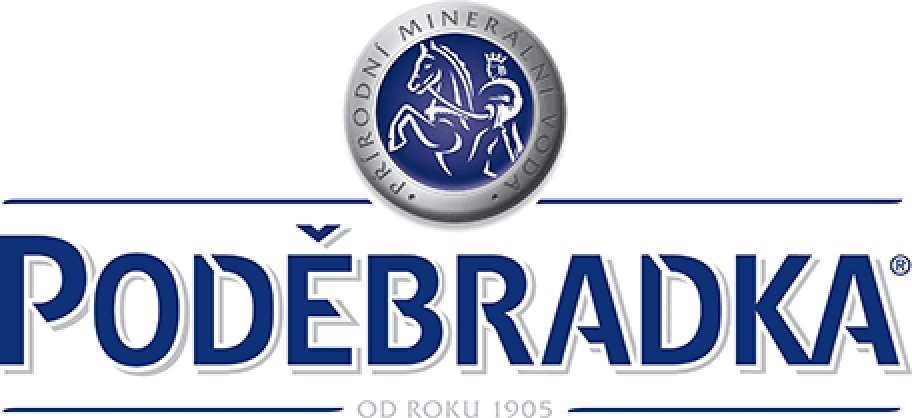 • PŘÍRODNÍ MINERÁLNÍ VODA •
PODĚBRADKA®
OD ROKU 1905